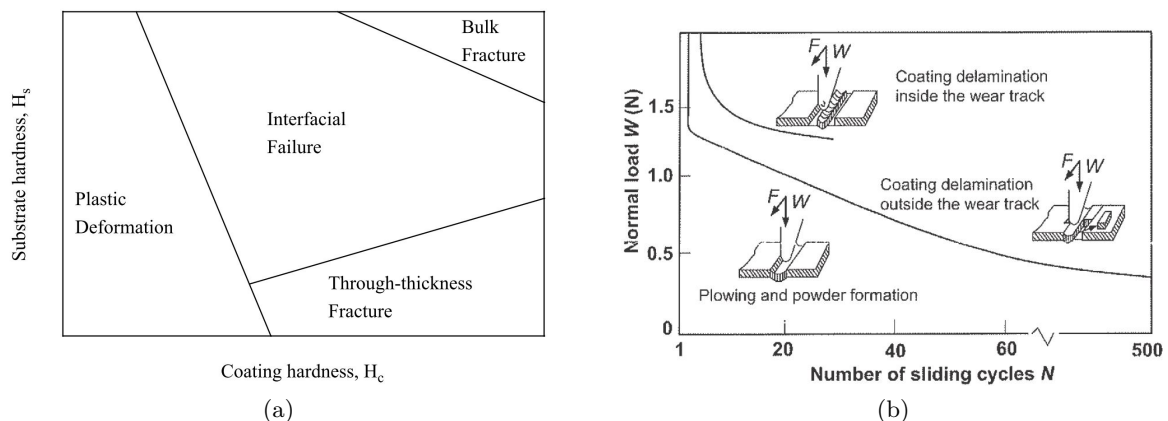 Bulk
Fracture
Interfacial
Failure
Plastic
Deformation
Through-thickness
Fracture
Substrate hardness, Hs
Coating hardness, Hc
(a)
F W
Coating delamination
inside the wear track
F W
Coating delamination
outside the wear track
F W
Plowing and powder formation
Normal load W (N)
1.5
1.0
0.5
0
1 20 40 60 500
Number of sliding cycles N
(b)